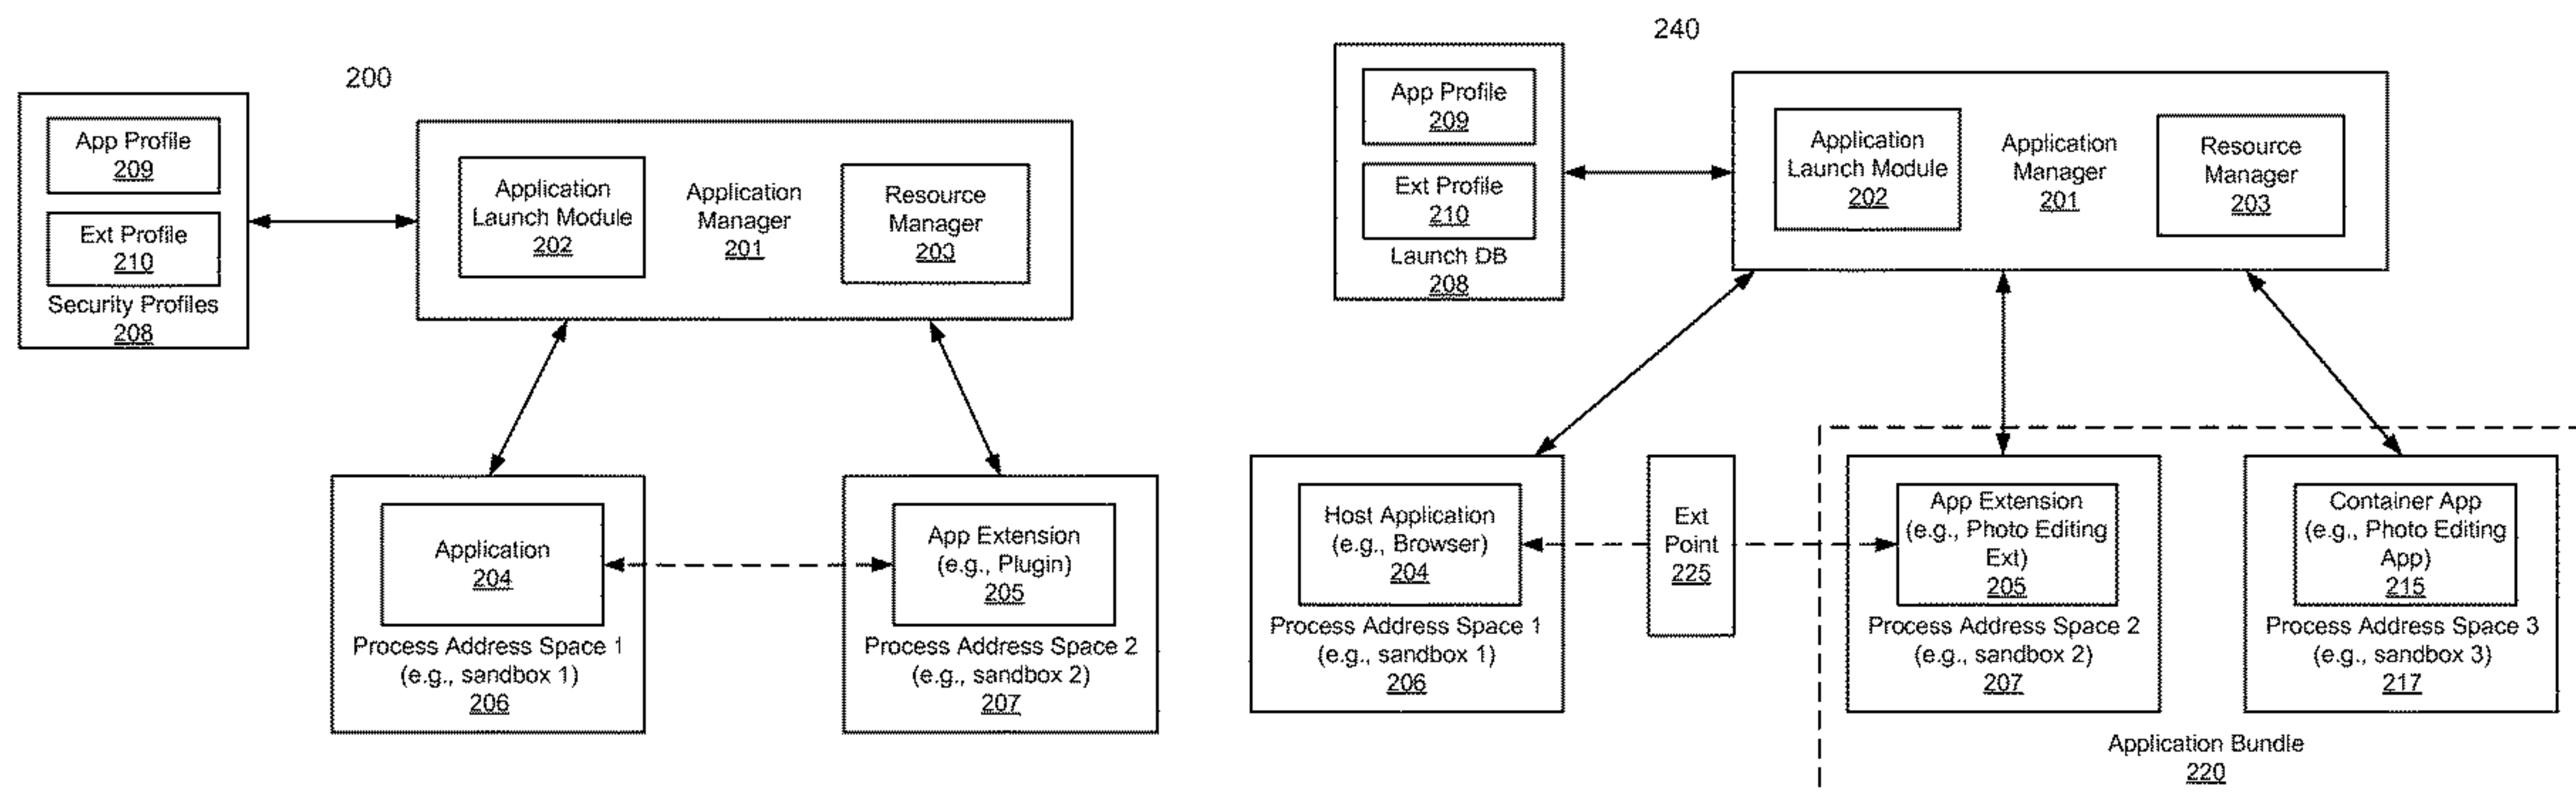 200
App Profile
209
Ext Profile
210
Security Profiles
208
Application
Launch Module
202
Application
Manager
201
Resource
Manager
203
Application
204
Process Address Space 1
(e.g., sandbox 1)
206
App Extension
(e.g., Plugin)
205
Process Address Space 2
(e.g., sandbox 2)
207
240
App Profile
209
Ext Profile
210
Launch DB
208
Application
Launch Module
202
Application
Manager
201
Resource
Manager
203
Host Application
(e.g., Browser)
204
Process Address Space 1
(e.g., sandbox 1)
206
Ext
Point
225
App Extension
(e.g., Photo Editing
Ext)
205
Process Address Space 2
(e.g., sandbox 2)
207
Container App
(e.g., Photo Editing
App)
215
Process Address Space 3
(e.g., sandbox 3)
217
Application Bundle
220